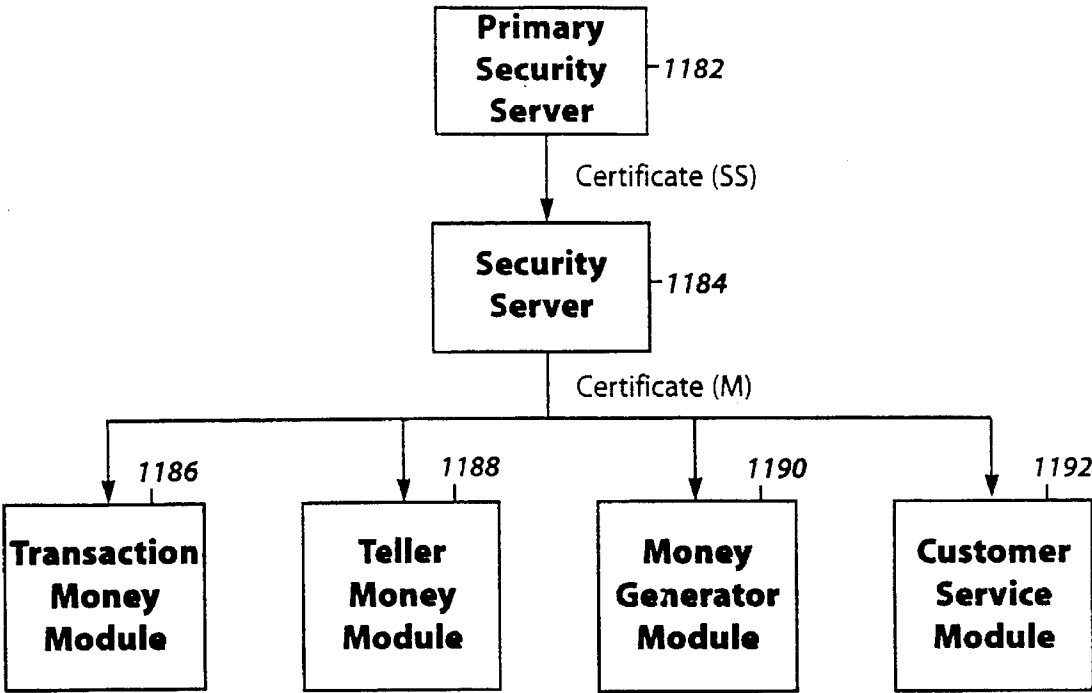 Primary
Security
Server
1182
Certificate (SS)
Security
Server
1184
Certificate (M)
1186
1188
1190
1192
Transaction
Money
Module
Teller
Money
Module
Money
Generator
Module
Customer
Service
Module